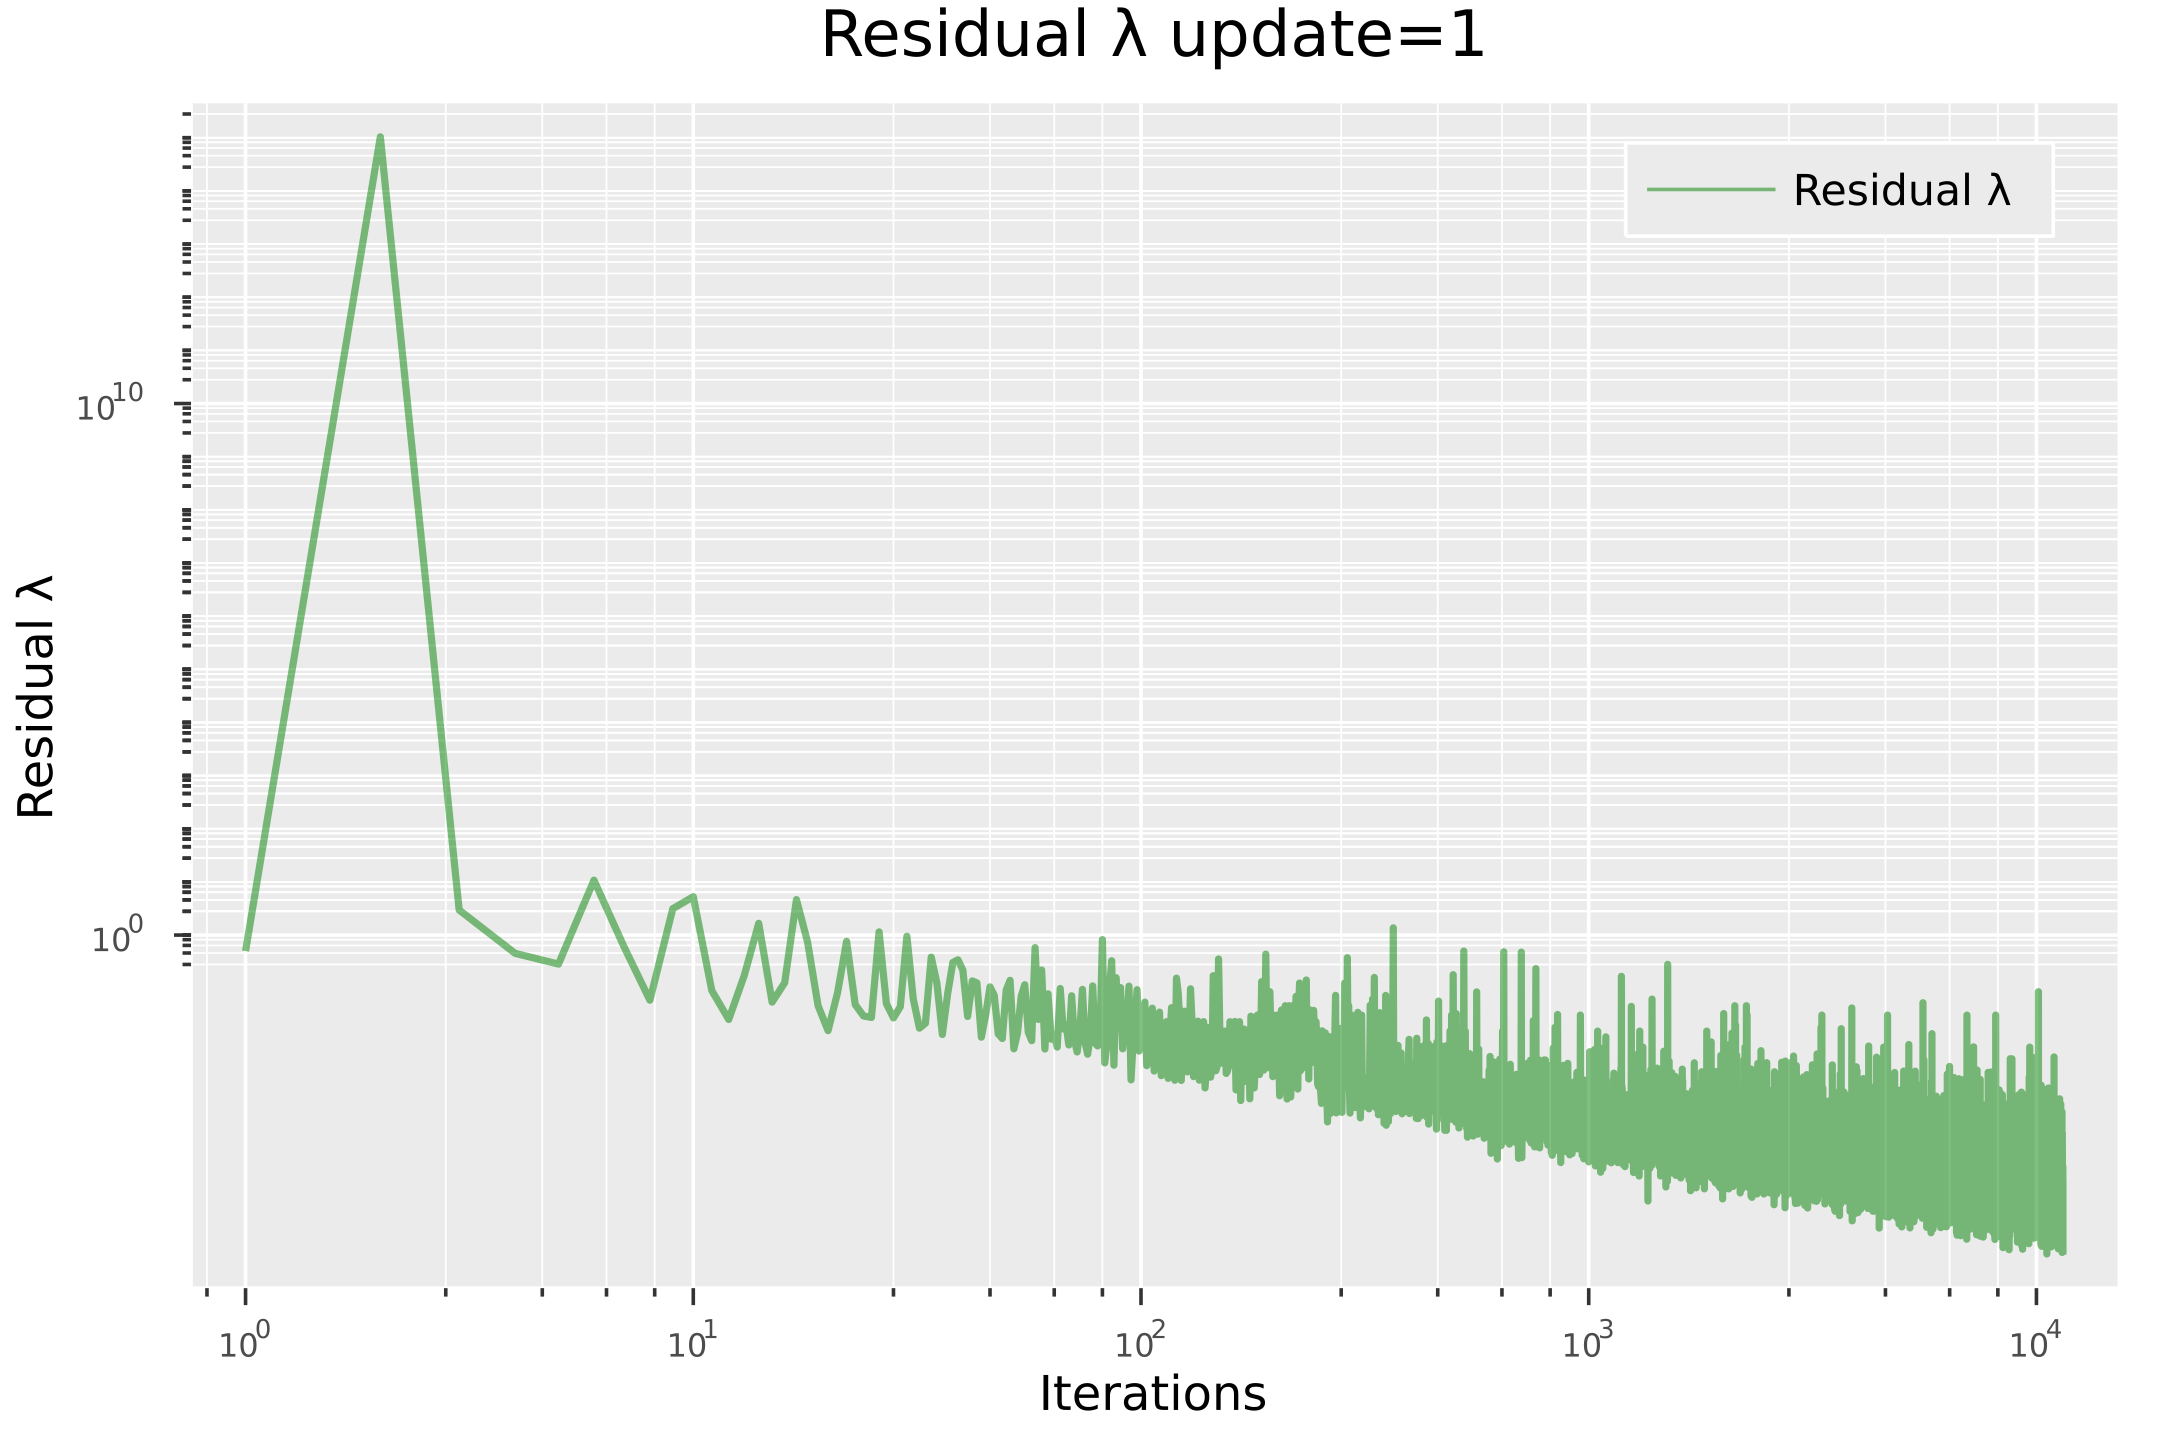 Residual λ update=1
Residual λ
10^10
10^0
Residual λ
10^0 10^1 10^2 10^3 10^4
Iterations